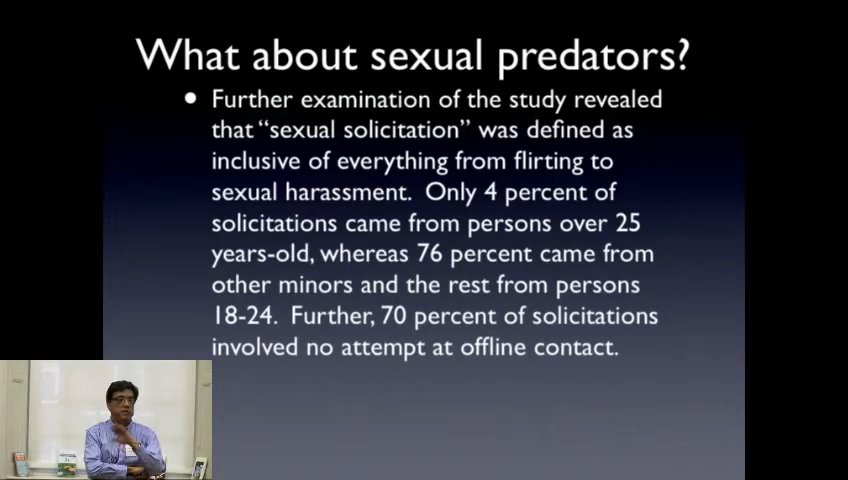 What about sexual predators?
• Further examination of the study revealed
that “sexual solicitation” was defined as
inclusive of everything from flirting to
sexual harassment. Only 4 percent of
solicitations came from persons over 25
years-old, whereas 76 percent came from
other minors and the rest from persons
18-24. Further, 70 percent of solicitations
involved no attempt at offline contact.